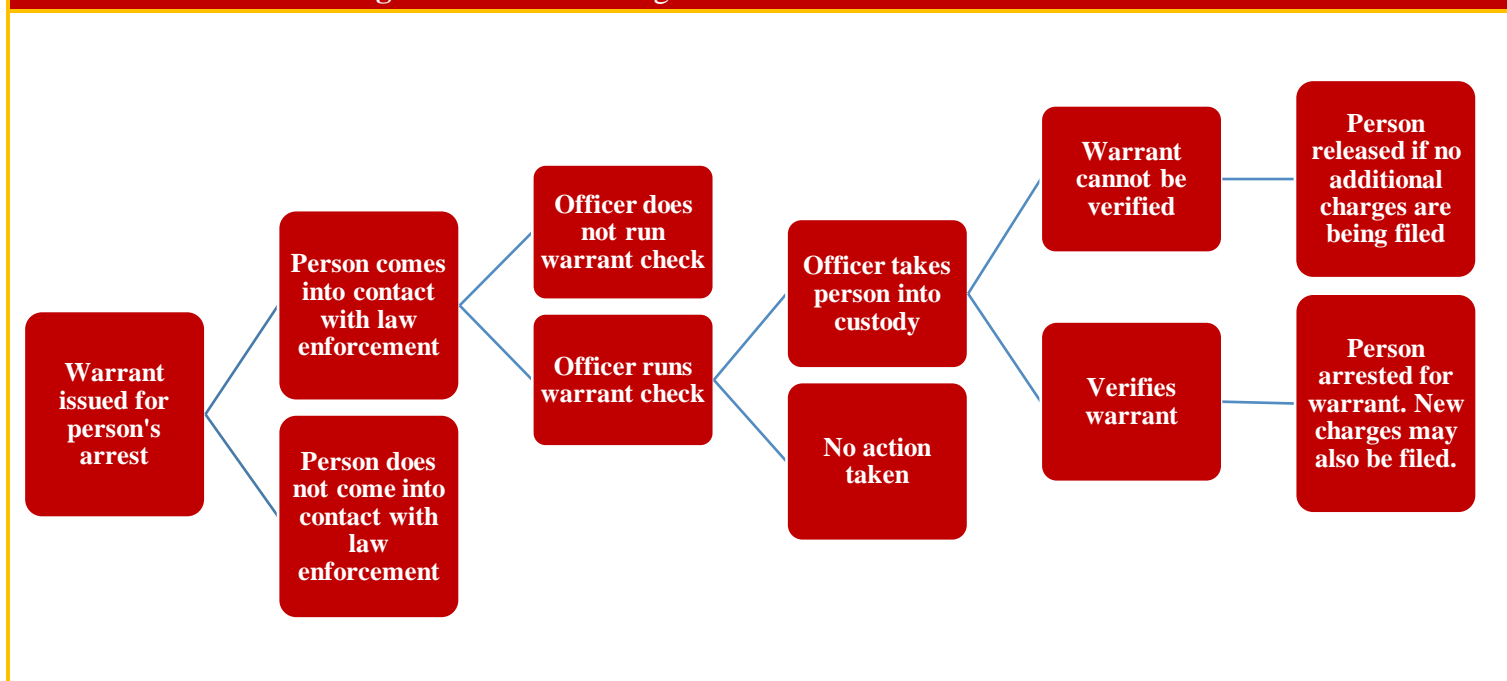 Warrant
issued for
person's
arrest
Person comes
into contact
with law
enforcement
Person does
not come into
contact with
law
enforcement
Officer does
not run
warrant check
Officer runs
warrant check
Officer takes
person into
custody
No action
taken
Warrant
cannot be
verified
Verifies
warrant
Person
released if no
additional
charges are
being filed
Person
arrested for
warrant. New
charges may
also be filed.